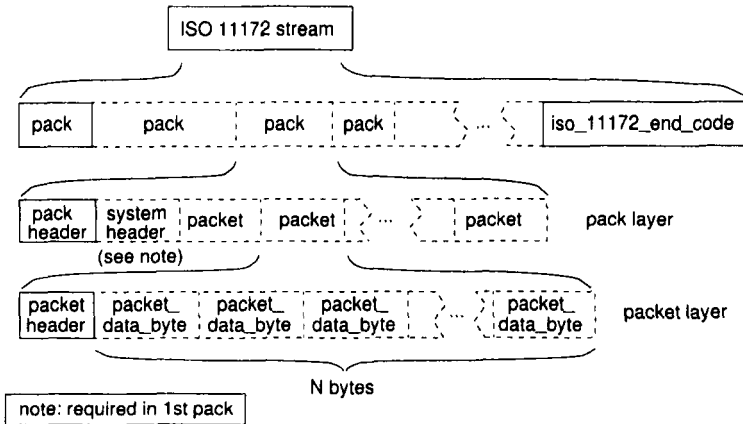 ISO 11172 stream
pack pack pack pack ... iso_11172_end_code
pack header system header packet packet ... packet pack layer
(see note)
packet header packet_ data_byte packet_ data_byte packet_ data_byte ... packet_ data_byte packet layer
N bytes
note: required in 1st pack